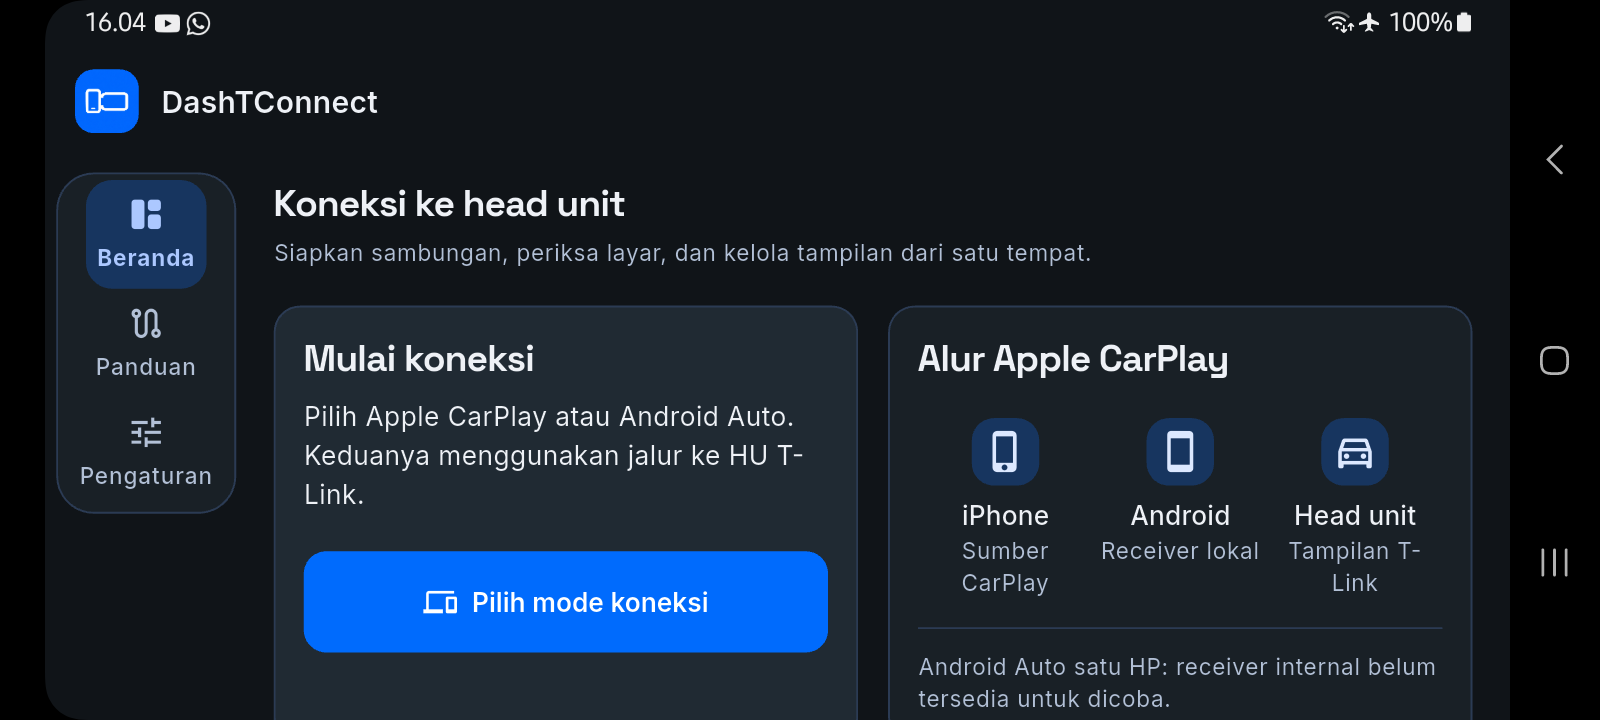 16.04
100%
DashTConnect
Beranda
Panduan
Pengaturan
Koneksi ke head unit
Siapkan sambungan, periksa layar, dan kelola tampilan dari satu tempat.
Mulai koneksi
Pilih Apple CarPlay atau Android Auto.
Keduanya menggunakan jalur ke HU T-
Link.
Pilih mode koneksi
Alur Apple CarPlay
iPhone
Sumber
CarPlay
Android
Receiver lokal
Head unit
Tampilan T-
Link
Android Auto satu HP: receiver internal belum
tersedia untuk dicoba.